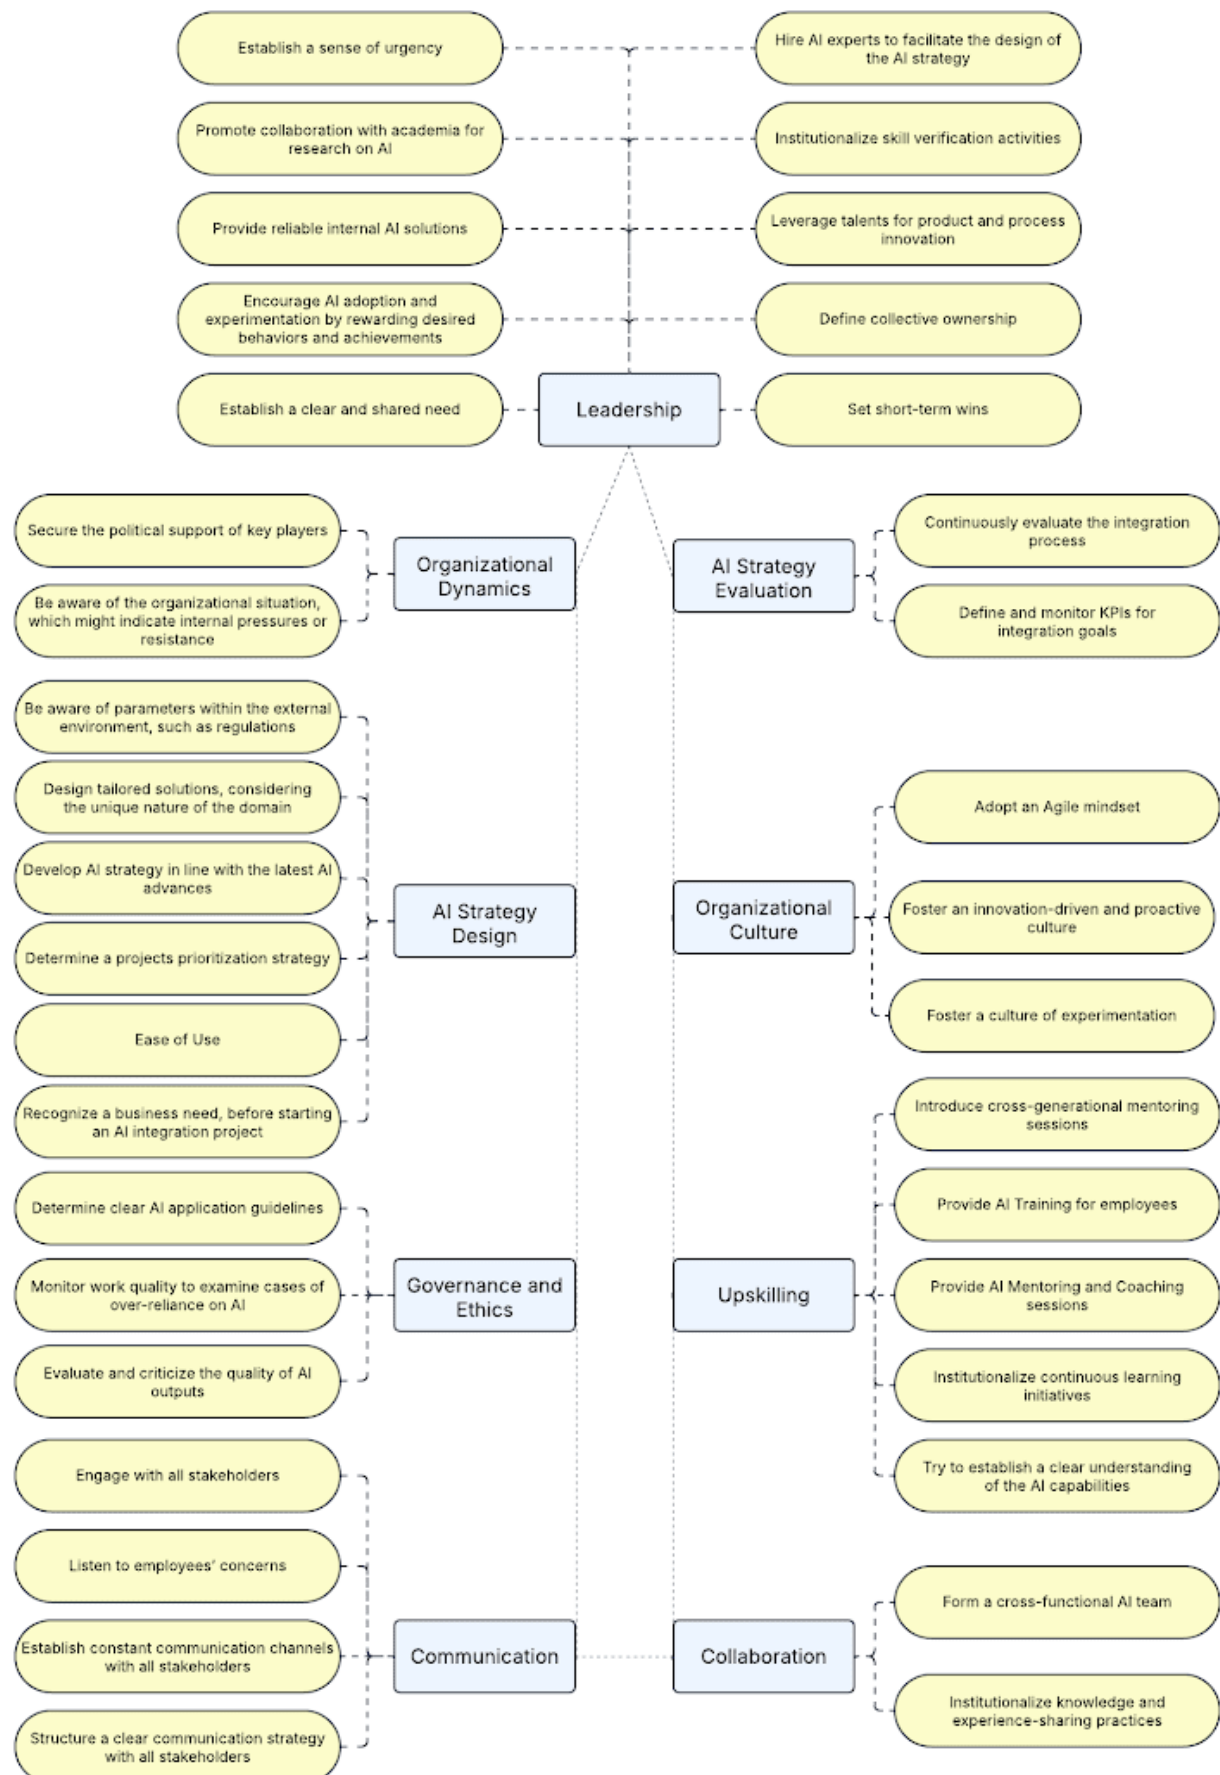 Establish a sense of urgency
Hire AI experts to facilitate the design of
the AI strategy
Promote collaboration with academia for
research on AI
Institutionalize skill verification activities
Provide reliable internal AI solutions
Leverage talents for product and process
innovation
Encourage AI adoption and
experimentation by rewarding desired
behaviors and achievements
Define collective ownership
Establish a clear and shared need
Leadership
Set short-term wins
Secure the political support of key players
Be aware of the organizational situation,
which might indicate internal pressures or
resistance
Organizational
Dynamics
AI Strategy
Evaluation
Continuously evaluate the integration
process
Define and monitor KPIs for
integration goals
Be aware of parameters within the external
environment, such as regulations
Design tailored solutions, considering
the unique nature of the domain
Develop AI strategy in line with the latest AI
advances
Determine a projects prioritization strategy
Ease of Use
Recognize a business need, before starting
an AI integration project
AI Strategy
Design
Organizational
Culture
Adopt an Agile mindset
Foster an innovation-driven and proactive
culture
Foster a culture of experimentation
Determine clear AI application guidelines
Monitor work quality to examine cases of
over-reliance on AI
Evaluate and criticize the quality of AI
outputs
Governance and
Ethics
Upskilling
Introduce cross-generational mentoring
sessions
Provide AI Training for employees
Provide AI Mentoring and Coaching
sessions
Institutionalize continuous learning
initiatives
Try to establish a clear understanding
of the AI capabilities
Engage with all stakeholders
Listen to employees' concerns
Establish constant communication channels
with all stakeholders
Structure a clear communication strategy
with all stakeholders
Communication
Collaboration
Form a cross-functional AI team
Institutionalize knowledge and
experience-sharing practices